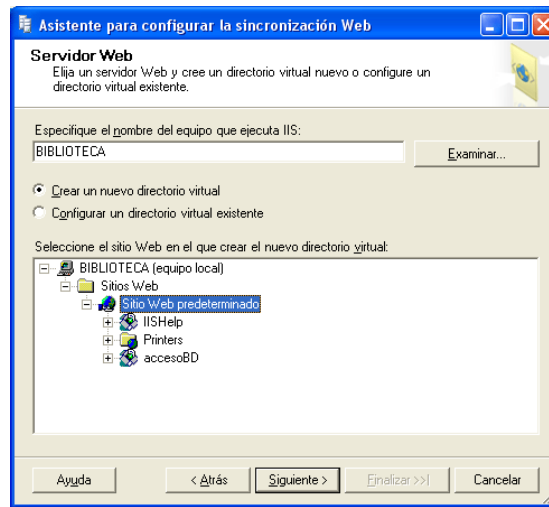 Asistente para configurar la sincronización Web
Servidor Web
Elija un servidor Web y cree un directorio virtual nuevo o configure un
directorio virtual existente.
Especifique el nombre del equipo que ejecuta IIS:
BIBLIOTECA
Examinar...
Crear un nuevo directorio virtual
Configurar un directorio virtual existente
Seleccione el sitio Web en el que crear el nuevo directorio virtual:
BIBLIOTECA (equipo local)
Sitios Web
Sitio Web predeterminado
IISHelp
Printers
accesoBD
Ayuda < Atrás Siguiente > Finalizar >>| Cancelar